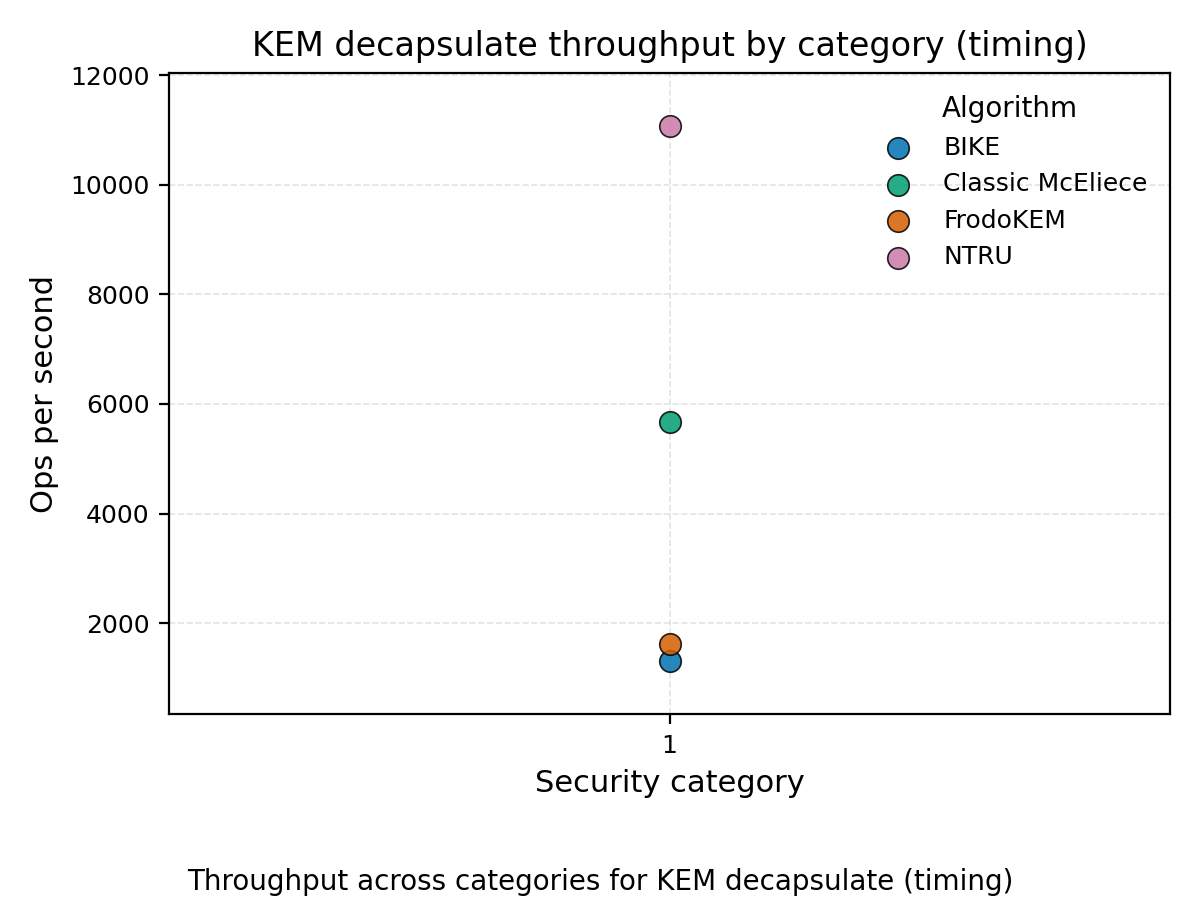 KEM decapsulate throughput by category (timing)
12000
10000
8000
6000
4000
2000
Ops per second
Algorithm
BIKE
Classic McEliece
FrodoKEM
NTRU
1
Security category
Throughput across categories for KEM decapsulate (timing)